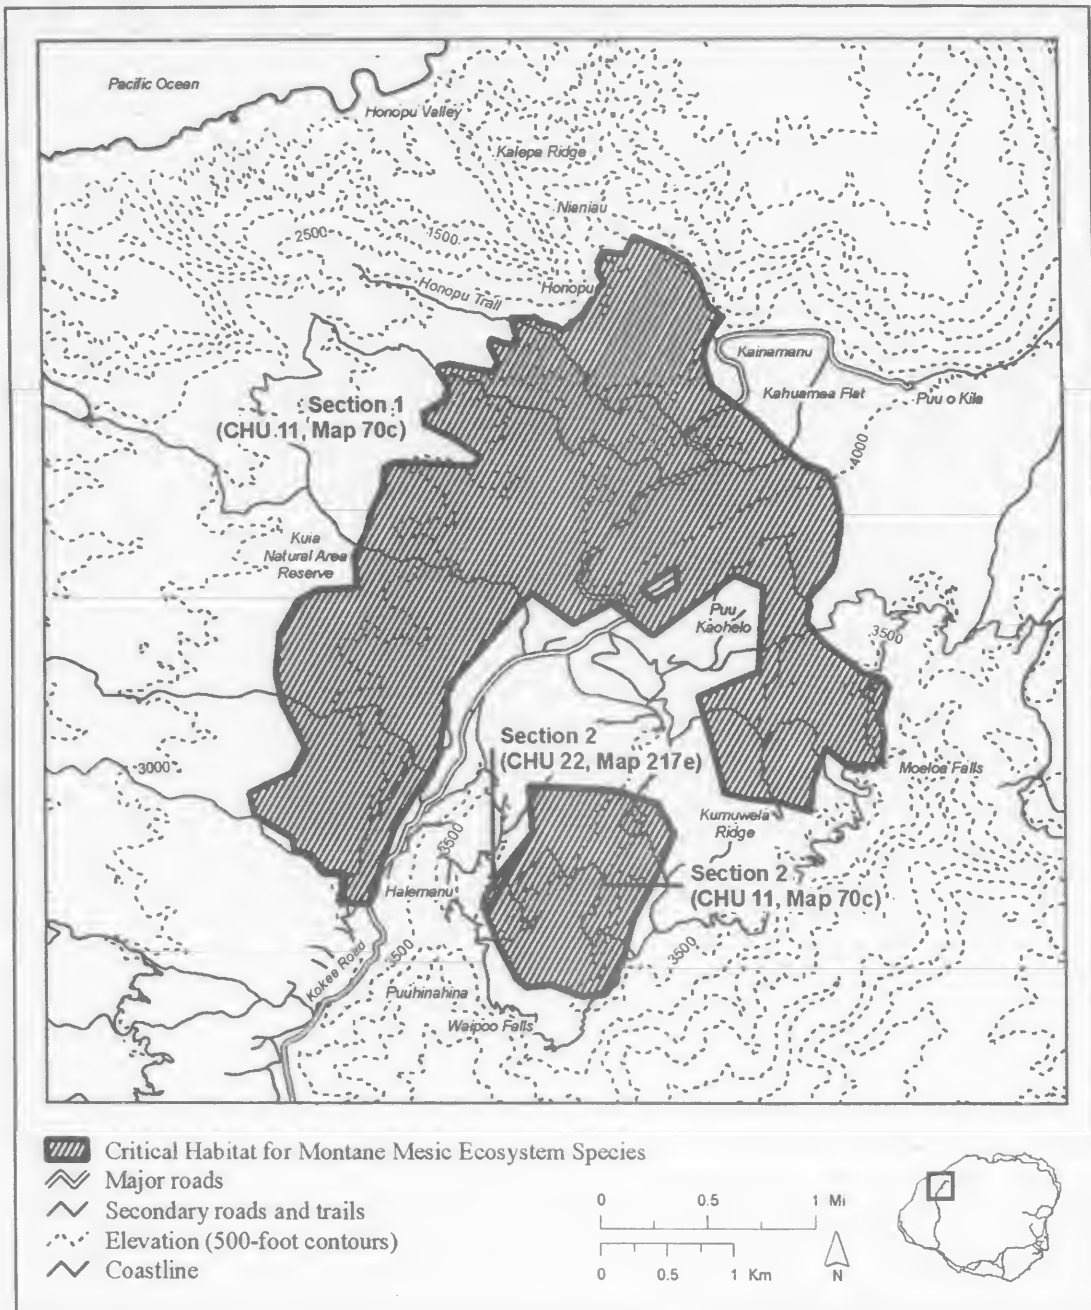 Pacific Ocean
Honopu Valley
Kalepa Ridge
Nianiau
2500
1500
Honopu
Honopu Trail
Kainamanu
Kahuamaa Flat
Puu o Kila
Section 1
(CHU 11, Map 70c)
4000
Kuia
Natural Area
Reserve
Puu
Kaohelo
3500
Section 2
(CHU 22, Map 217e)
3000
Moeloa Falls
Kumuwela
Ridge
3500
Halemanu
Section 2
(CHU 11, Map 70c)
Kokee Road
3500
3500
Puuhinahina
Waipoo Falls
Critical Habitat for Montane Mesic Ecosystem Species
Major roads
Secondary roads and trails
Elevation (500-foot contours)
Coastline
0 0.5 1 Mi
0 0.5 1 Km
N